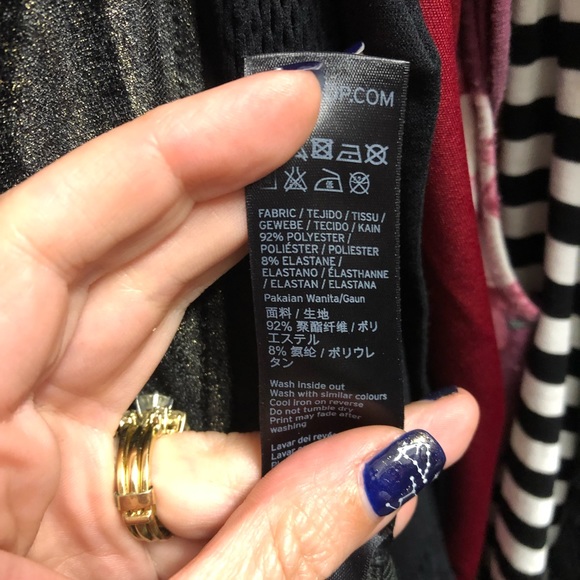 P.COM
FABRIC / TEJIDO / TISSU /
GEWEBE / TECIDO / KAIN
92% POLYESTER /
POLIÉSTER / POLIESTER
8% ELASTANE /
ELASTANO / ÉLASTHANNE
/ ELASTAN / ELASTANA
Pakaian Wanita/Gaun
面料 / 生地
92% 聚酯纤维 / ポリ
エステル
8% 氨纶 / ポリウレ
タン
Wash inside out
Wash with similar colours
Cool iron on reverse
Do not tumble dry
Print may fade after
washing
Lavar del revés